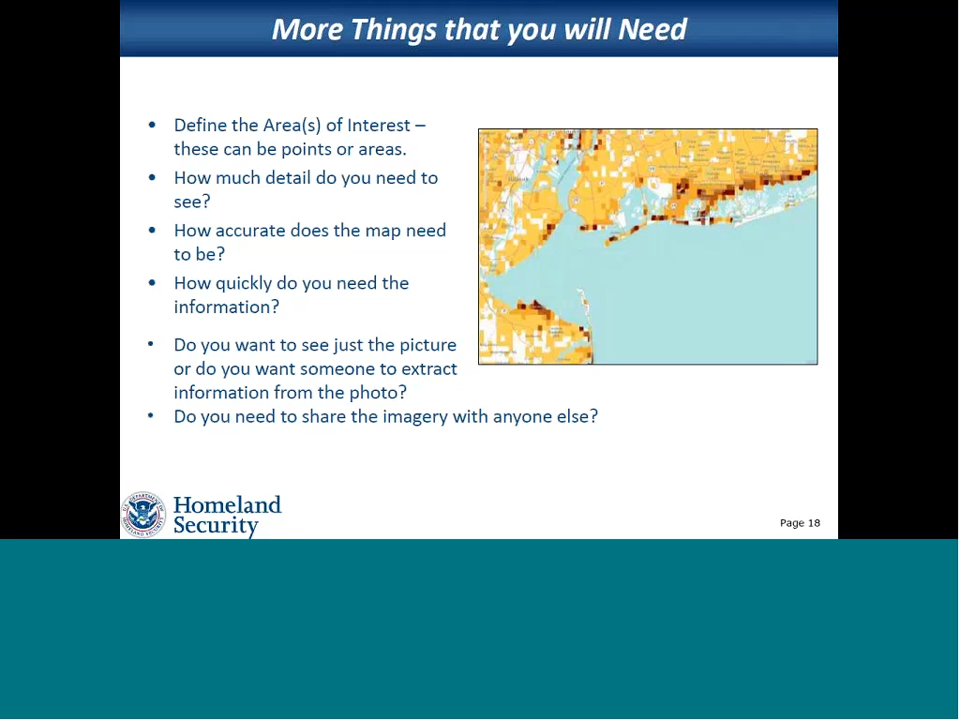 More Things that you will Need
• Define the Area(s) of Interest –
these can be points or areas.
• How much detail do you need to
see?
• How accurate does the map need
to be?
• How quickly do you need the
information?
• Do you want to see just the picture
or do you want someone to extract
information from the photo?
• Do you need to share the imagery with anyone else?
Homeland
Security
Page 18